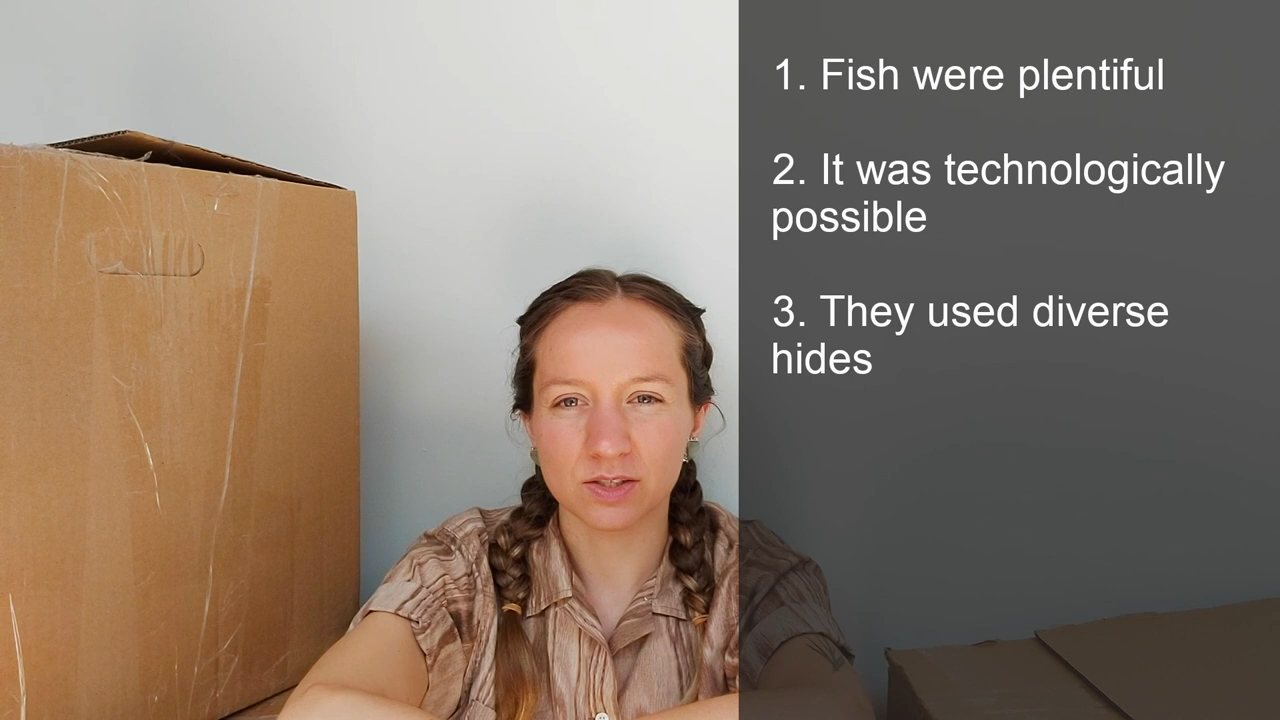 1. Fish were plentiful
2. It was technologically
possible
3. They used diverse
hides